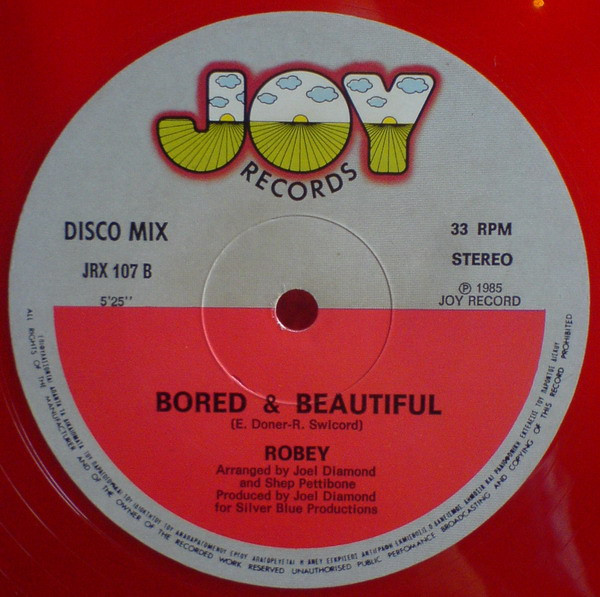 JOY
RECORDS
DISCO MIX
JRX 107 B
5'25''
33 RPM
STEREO
℗ 1985
JOY RECORD
BORED & BEAUTIFUL
(E. Doner-R. Swicord)
ROBEY
Arranged by Joel Diamond
and Shep Pettibone
Produced by Joel Diamond
for Silver Blue Productions
ALL RIGHTS OF THE MANUFACTURER AND OF THE OWNER OF THE RECORDED WORK RESERVED UNAUTHORISED PUBLIC PERFOMANCE BROADCASTING AND COPYING OF THIS RECORD PROHIBITED